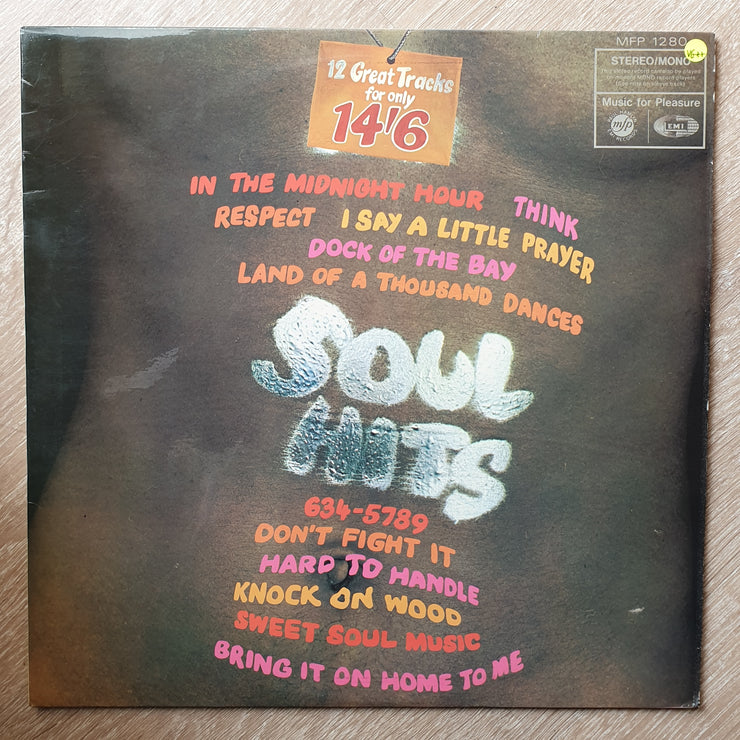 MFP 1280
VG++
STEREO/MONO
Music for Pleasure
mfp
EMI
12 Great Tracks
for only
14'6
IN THE MIDNIGHT HOUR THINK
RESPECT I SAY A LITTLE PRAYER
DOCK OF THE BAY
LAND OF A THOUSAND DANCES
SOUL
HITS
634-5789
DON'T FIGHT IT
HARD TO HANDLE
KNOCK ON WOOD
SWEET SOUL MUSIC
BRING IT ON HOME TO ME